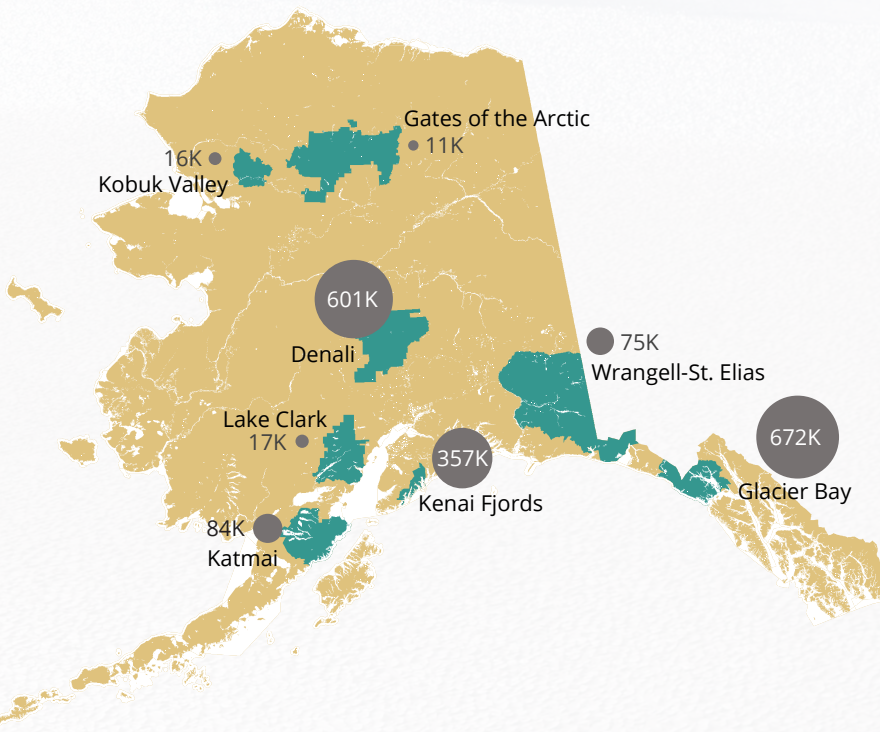 Gates of the Arctic
11K
16K
Kobuk Valley
601K
Denali
75K
Wrangell-St. Elias
Lake Clark
17K
357K
Kenai Fjords
672K
Glacier Bay
84K
Katmai